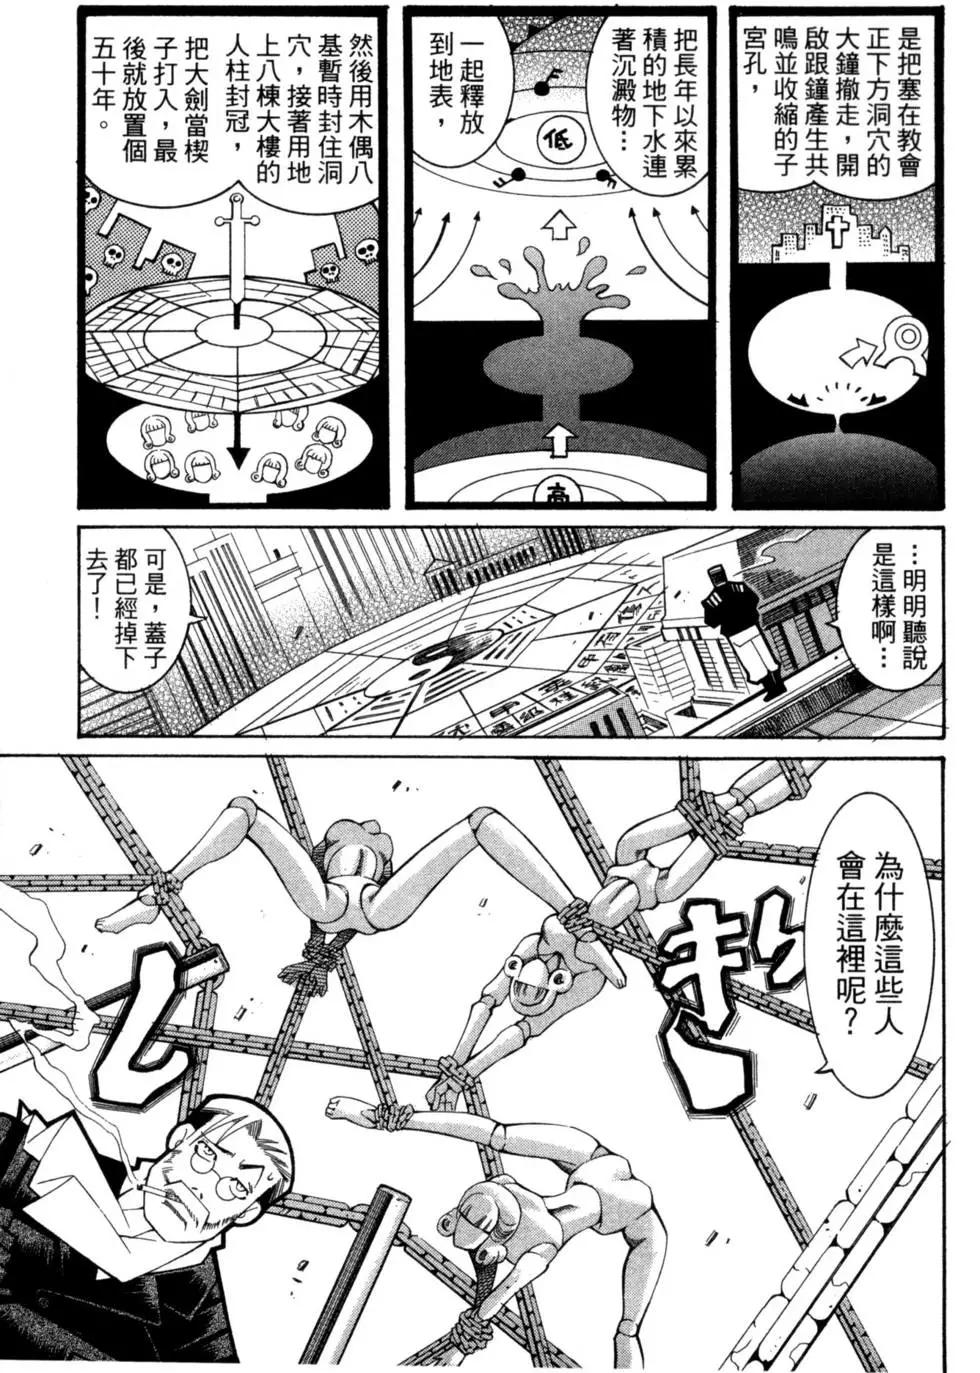 是把塞在教會
正下方洞穴的
大鐘撤走，開
啟跟鐘產生共
鳴並收縮的子
宮孔，
把長年以來累
積的地下水連
著沉澱物…
一起釋放
到地表，
低
高
然後用木偶八
基暫時封住洞
穴，接著用地
上八棟大樓的
人柱封冠，
把大劍當楔
子打入，最
後就放置個
五十年。
…明明聽說
是這樣啊…
可是，蓋子
都已經掉下
去了！
為什麼這些人
會在這裡呢？
ギ
し